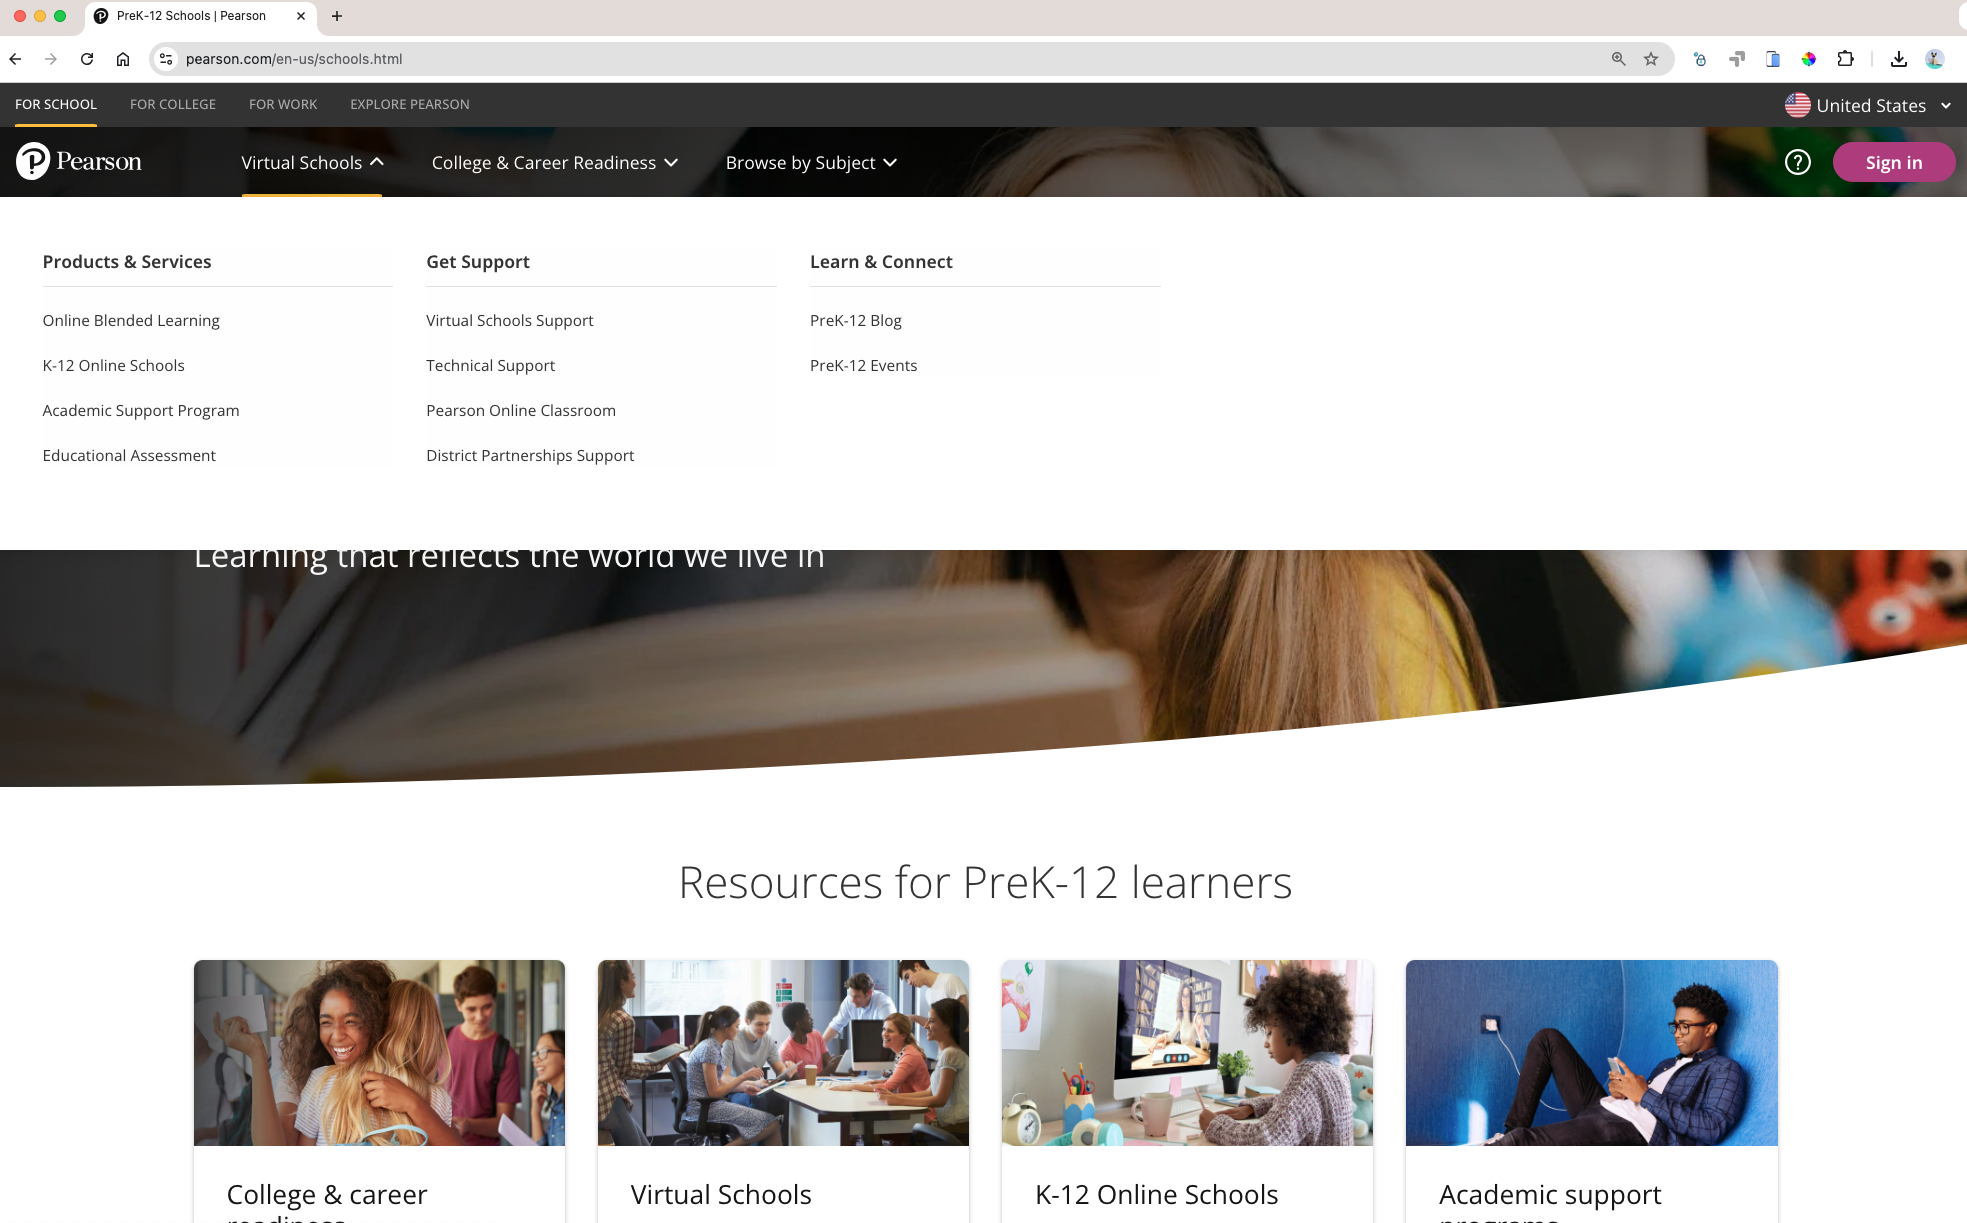 PreK-12 Schools | Pearson
pearson.com/en-us/schools.html
FOR SCHOOL
FOR COLLEGE
FOR WORK
EXPLORE PEARSON
United States
Pearson
Virtual Schools
College & Career Readiness
Browse by Subject
Sign in
Products & Services
Online Blended Learning
K-12 Online Schools
Academic Support Program
Educational Assessment
Get Support
Virtual Schools Support
Technical Support
Pearson Online Classroom
District Partnerships Support
Learn & Connect
PreK-12 Blog
PreK-12 Events
Learning that reflects the world we live in
Resources for PreK-12 learners
College & career
readiness
Virtual Schools
K-12 Online Schools
Academic support
programs